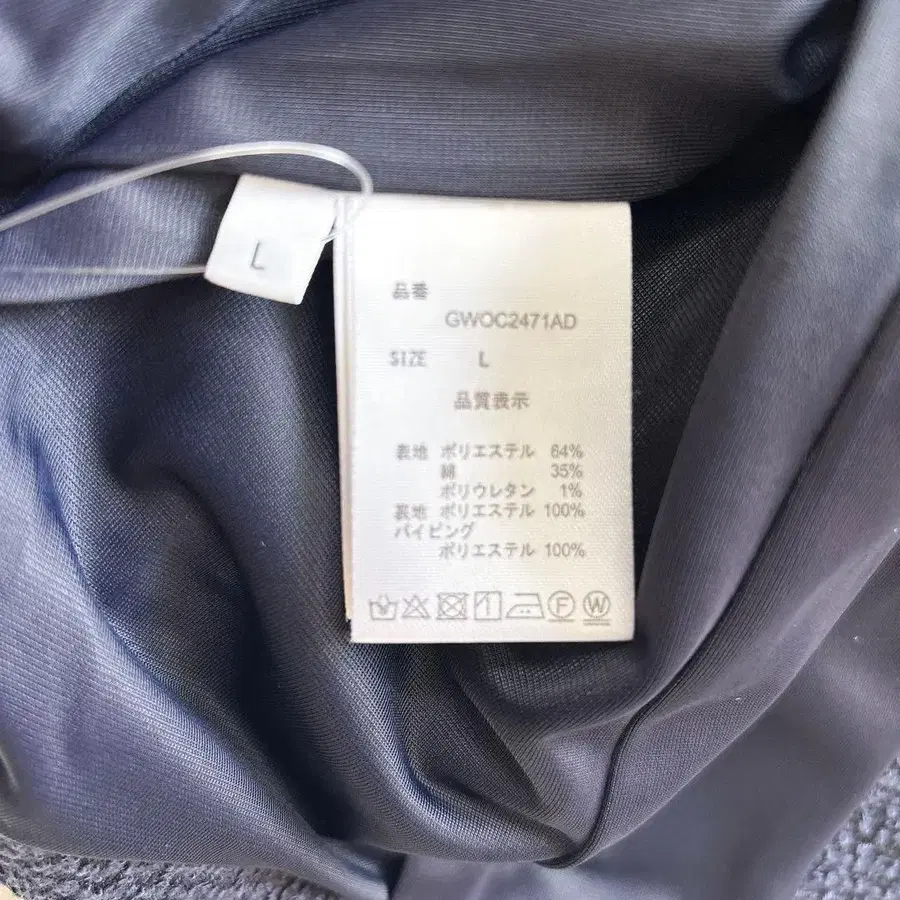 L
品番
GWOC2471AD
SIZE L
品質表示
表地 ポリエステル 64%
綿 35%
ポリウレタン 1%
裏地 ポリエステル 100%
パイピング
ポリエステル 100%
F W